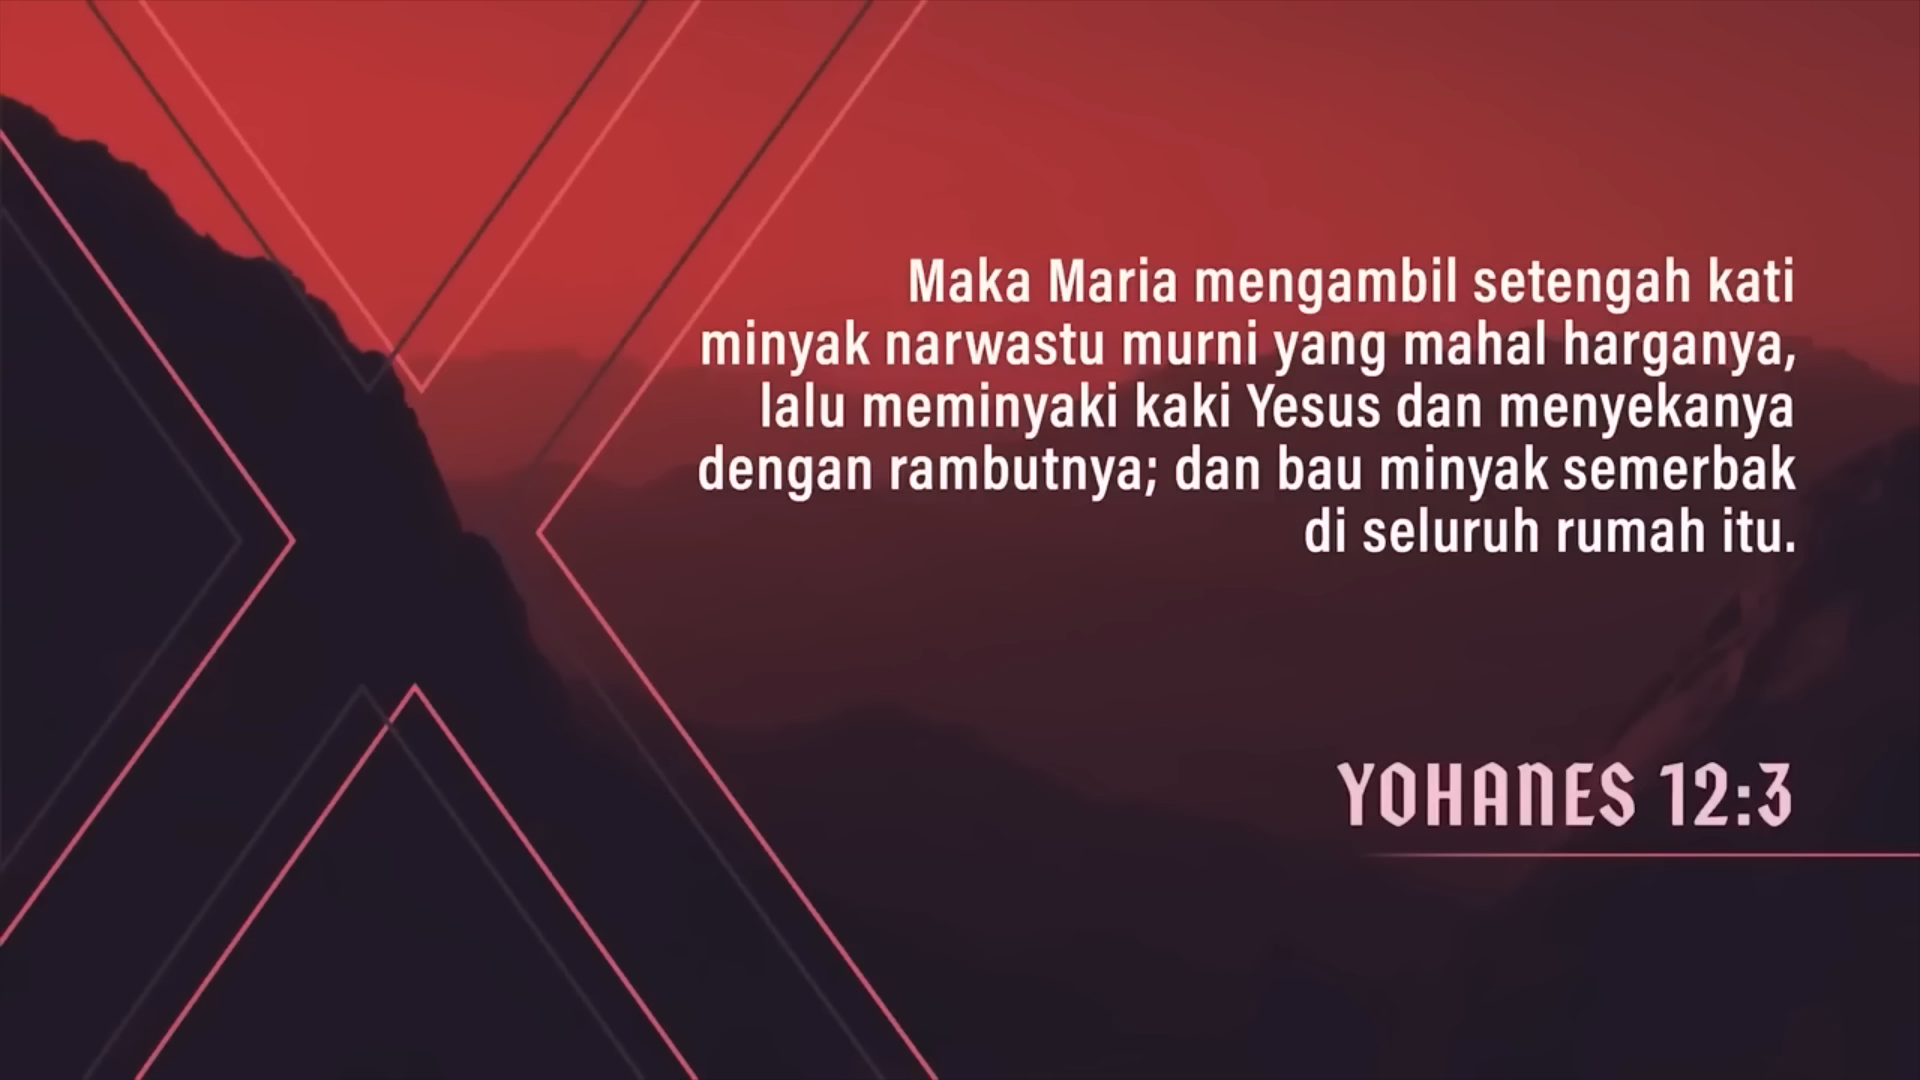 Maka Maria mengambil setengah kati
minyak narwastu murni yang mahal harganya,
lalu meminyaki kaki Yesus dan menyekanya
dengan rambutnya; dan bau minyak semerbak
di seluruh rumah itu.
YOHANES 12:3